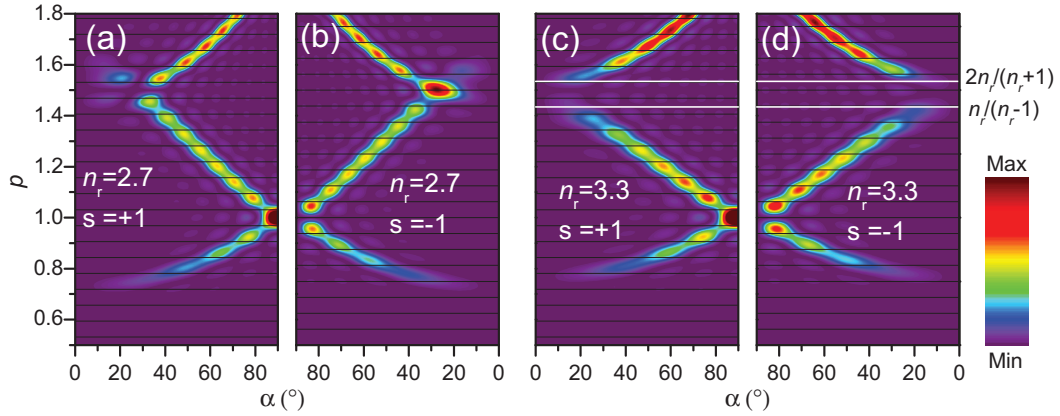 (a) (b) (c) (d)
p
1.8
1.6
1.4
1.2
1.0
0.8
0.6
n_r=2.7
s=+1
n_r=2.7
s=-1
n_r=3.3
s=+1
n_r=3.3
s=-1
2n_r/(n_r+1)
n_r/(n_r-1)
Max
Min
0 20 40 60 80 80 60 40 20 0 0 20 40 60 80 80 60 40 20 0
α (°) α (°) α (°) α (°)